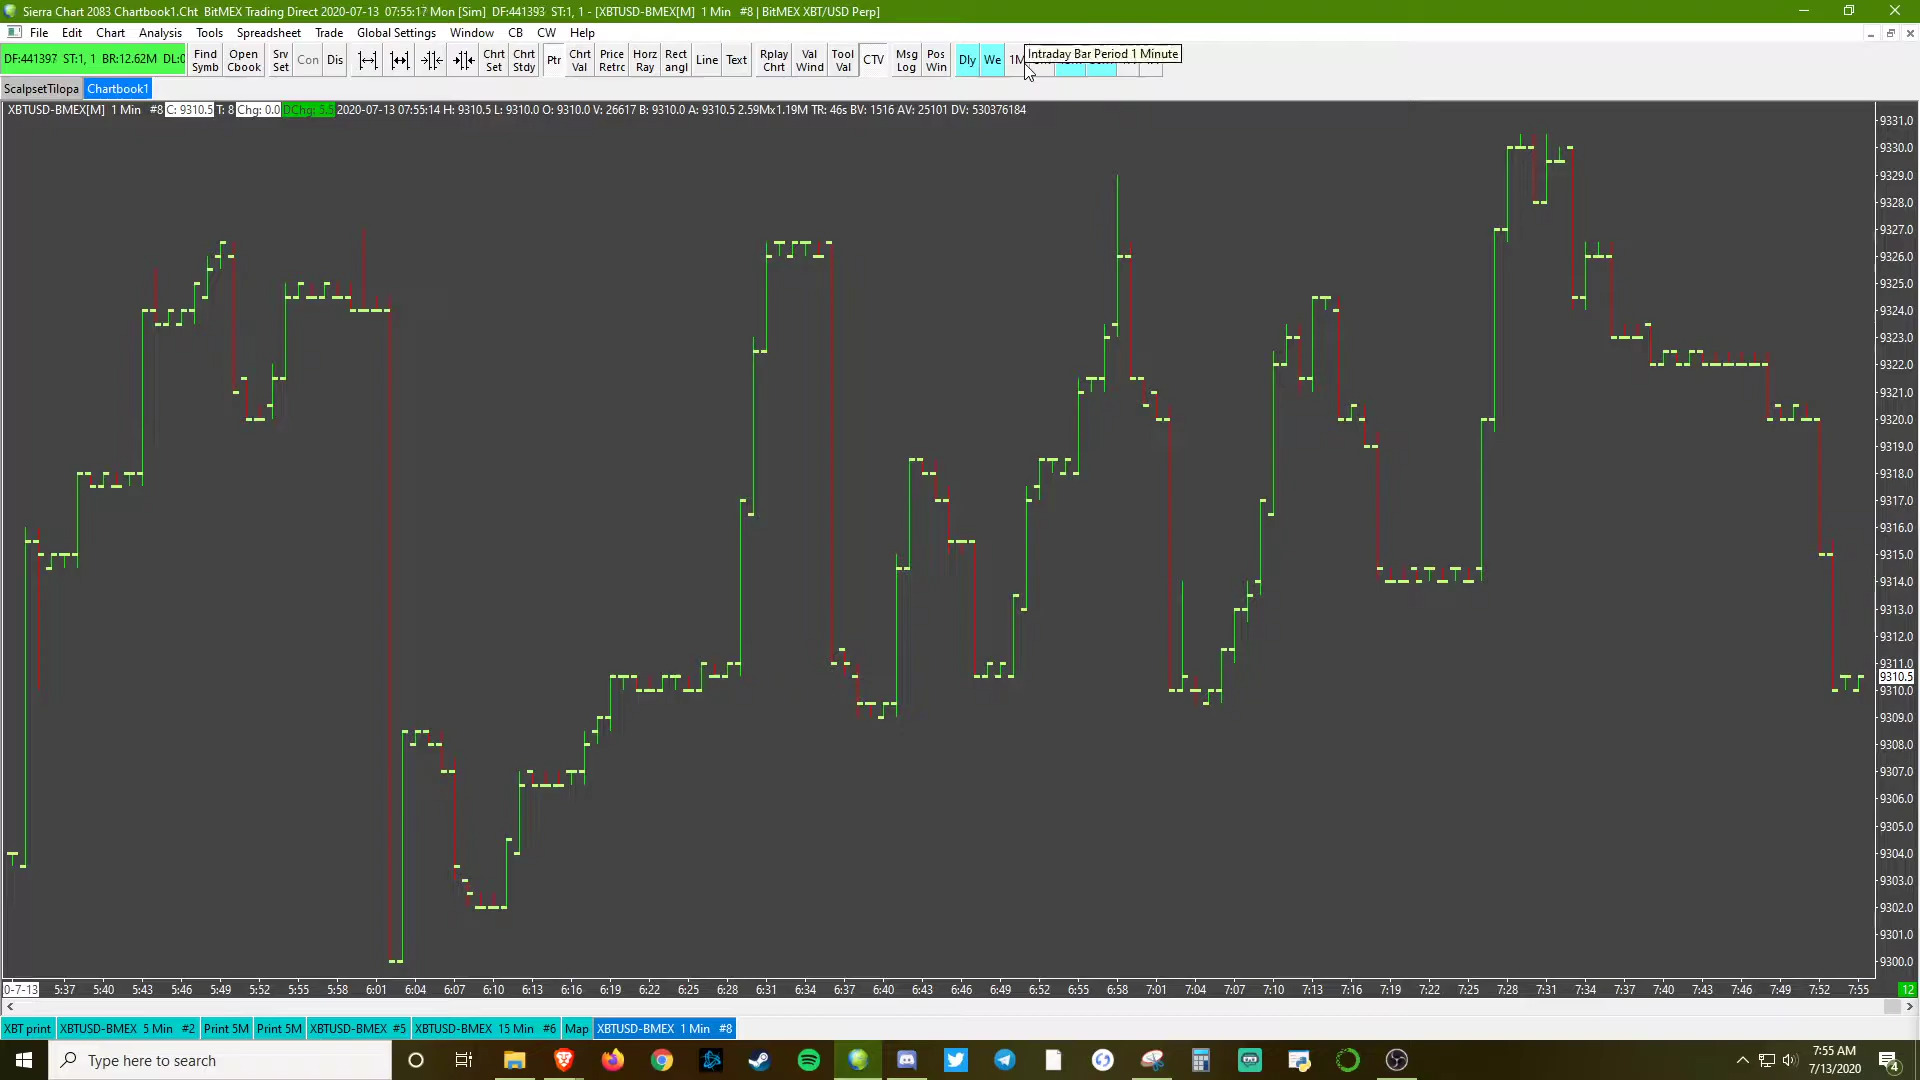 Sierra Chart 2083 Chartbook1.Cht BitMEX Trading Direct 2020-07-13 07:55:17 Mon [Sim] DF:441393 ST:1, 1 - [XBTUSD-BMEX[M] 1 Min #8 | BitMEX XBT/USD Perp]
File Edit Chart Analysis Tools Spreadsheet Trade Global Settings Window CB CW Help
DF:441397 ST:1, 1 BR:12.62M DL:0
Find Symb
Open Cbook
Srv Set
Con
Dis
Chrt Set
Chrt Stdy
Ptr
Chrt Val
Price Retrc
Horz Ray
Rect angl
Line
Text
Rplay Chrt
Val Wind
Tool Val
CTV
Msg Log
Pos Win
Dly
We
1M
Intraday Bar Period 1 Minute
ScalpsetTilopa Chartbook1
XBTUSD-BMEX[M] 1 Min #8 C: 9310.5 T: 8 Chg: 0.0 DChg: 5.5 2020-07-13 07:55:14 H: 9310.5 L: 9310.0 O: 9310.0 V: 26617 B: 9310.0 A: 9310.5 2.59Mx1.19M TR: 46s BV: 1516 AV: 25101 DV: 530376184
9331.0
9330.0
9329.0
9328.0
9327.0
9326.0
9325.0
9324.0
9323.0
9322.0
9321.0
9320.0
9319.0
9318.0
9317.0
9316.0
9315.0
9314.0
9313.0
9312.0
9311.0
9310.5
9310.0
9309.0
9308.0
9307.0
9306.0
9305.0
9304.0
9303.0
9302.0
9301.0
9300.0
0-7-13 5:37 5:40 5:43 5:46 5:49 5:52 5:55 5:58 6:01 6:04 6:07 6:10 6:13 6:16 6:19 6:22 6:25 6:28 6:31 6:34 6:37 6:40 6:43 6:46 6:49 6:52 6:55 6:58 7:01 7:04 7:07 7:10 7:13 7:16 7:19 7:22 7:25 7:28 7:31 7:34 7:37 7:40 7:43 7:46 7:49 7:52 7:55 12
XBT print XBTUSD-BMEX 5 Min #2 Print 5M Print 5M XBTUSD-BMEX #5 XBTUSD-BMEX 15 Min #6 Map XBTUSD-BMEX 1 Min #8
Type here to search
7:55 AM
7/13/2020
4